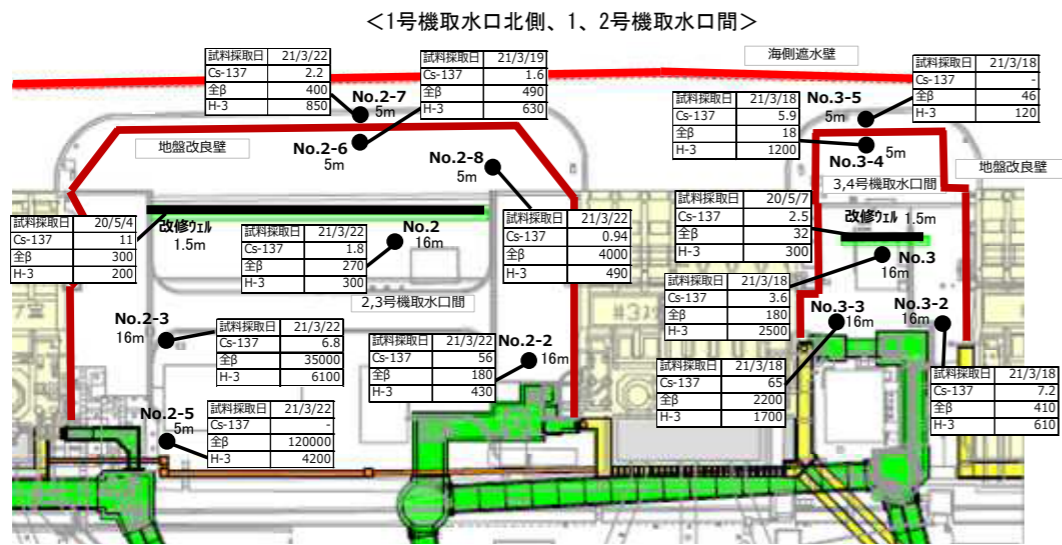 ＜1号機取水口北側、1、2号機取水口間＞
海側遮水壁
試料採取日 21/3/22
Cs-137 2.2
全β 400
H-3 850
試料採取日 21/3/19
Cs-137 1.6
全β 490
H-3 630
試料採取日 21/3/18
Cs-137 -
全β 46
H-3 120
No.2-7
5m
No.3-5
5m
試料採取日 21/3/18
Cs-137 5.9
全β 18
H-3 1200
地盤改良壁
No.2-6
5m
No.2-8
5m
5m
No.3-4
地盤改良壁
3,4号機取水口間
試料採取日 20/5/4
Cs-137 11
全β 300
H-3 200
改修ウェル
1.5m
試料採取日 21/3/22
Cs-137 1.8
全β 270
H-3 300
No.2
16m
試料採取日 21/3/22
Cs-137 0.94
全β 4000
H-3 490
試料採取日 20/5/7
Cs-137 2.5
全β 32
H-3 300
改修ウェル 1.5m
No.3
16m
2,3号機取水口間
試料採取日 21/3/18
Cs-137 3.6
全β 180
H-3 2500
No.2-3
16m
試料採取日 21/3/22
Cs-137 6.8
全β 35000
H-3 6100
試料採取日 21/3/22
Cs-137 56
全β 180
H-3 430
No.2-2
16m
No.3-3
16m
No.3-2
16m
試料採取日 21/3/18
Cs-137 65
全β 2200
H-3 1700
試料採取日 21/3/18
Cs-137 7.2
全β 410
H-3 610
No.2-5
5m
試料採取日 21/3/22
Cs-137 -
全β 120000
H-3 4200